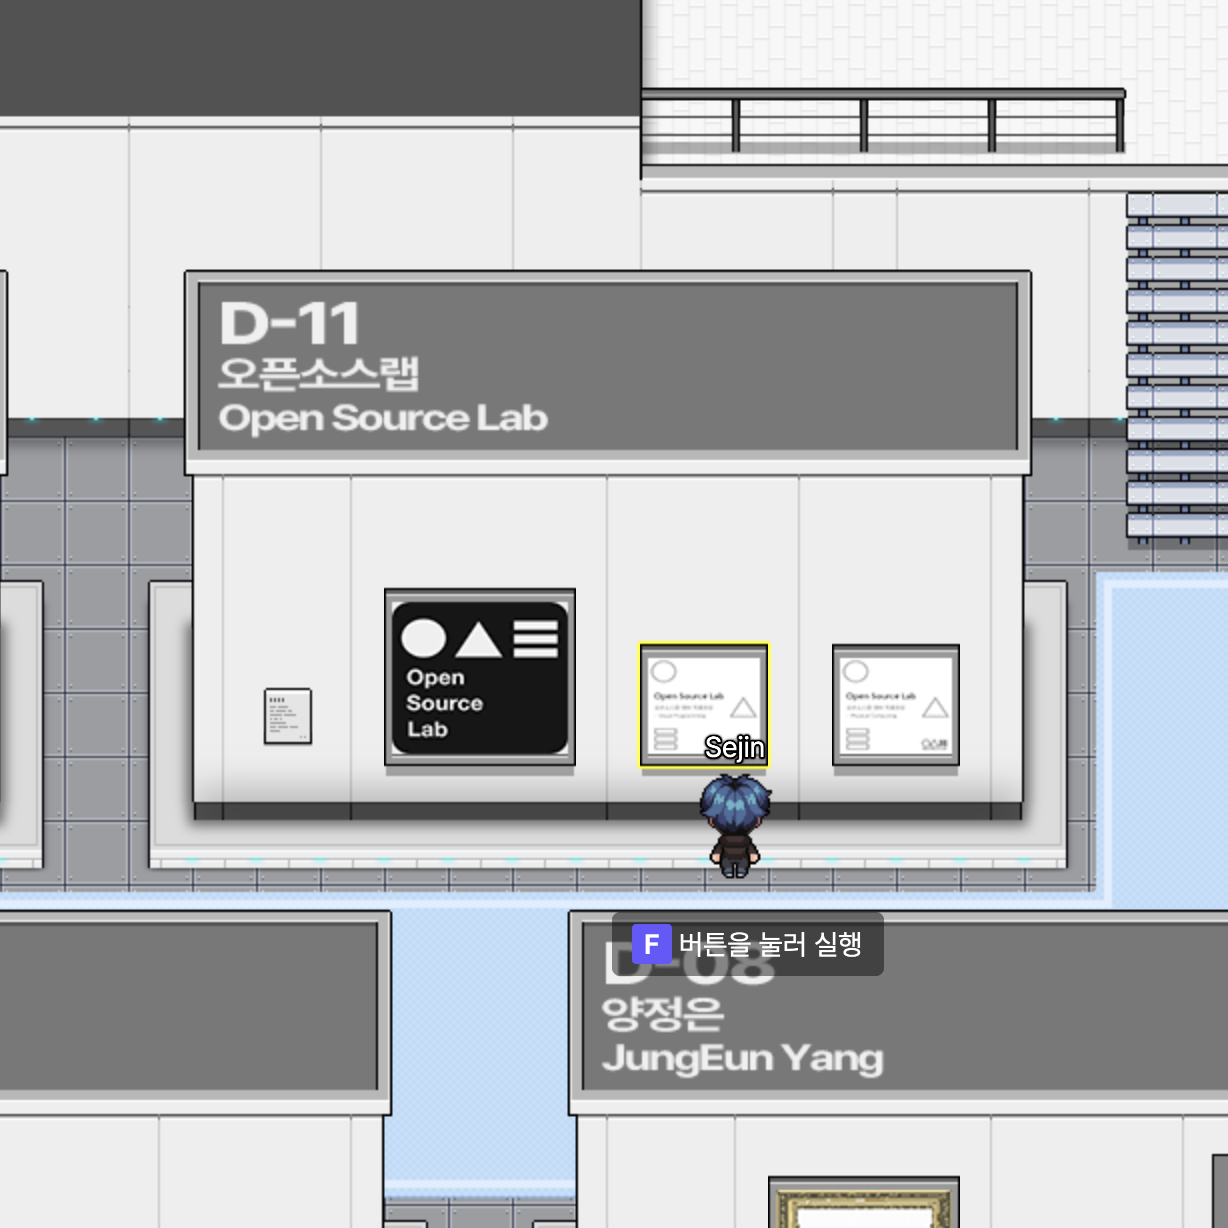 D-11
오픈소스랩
Open Source Lab
Open
Source
Lab
Open Source Lab
Open Source Lab
Sejin
F 버튼을 눌러 실행
D-08
양정은
JungEun Yang